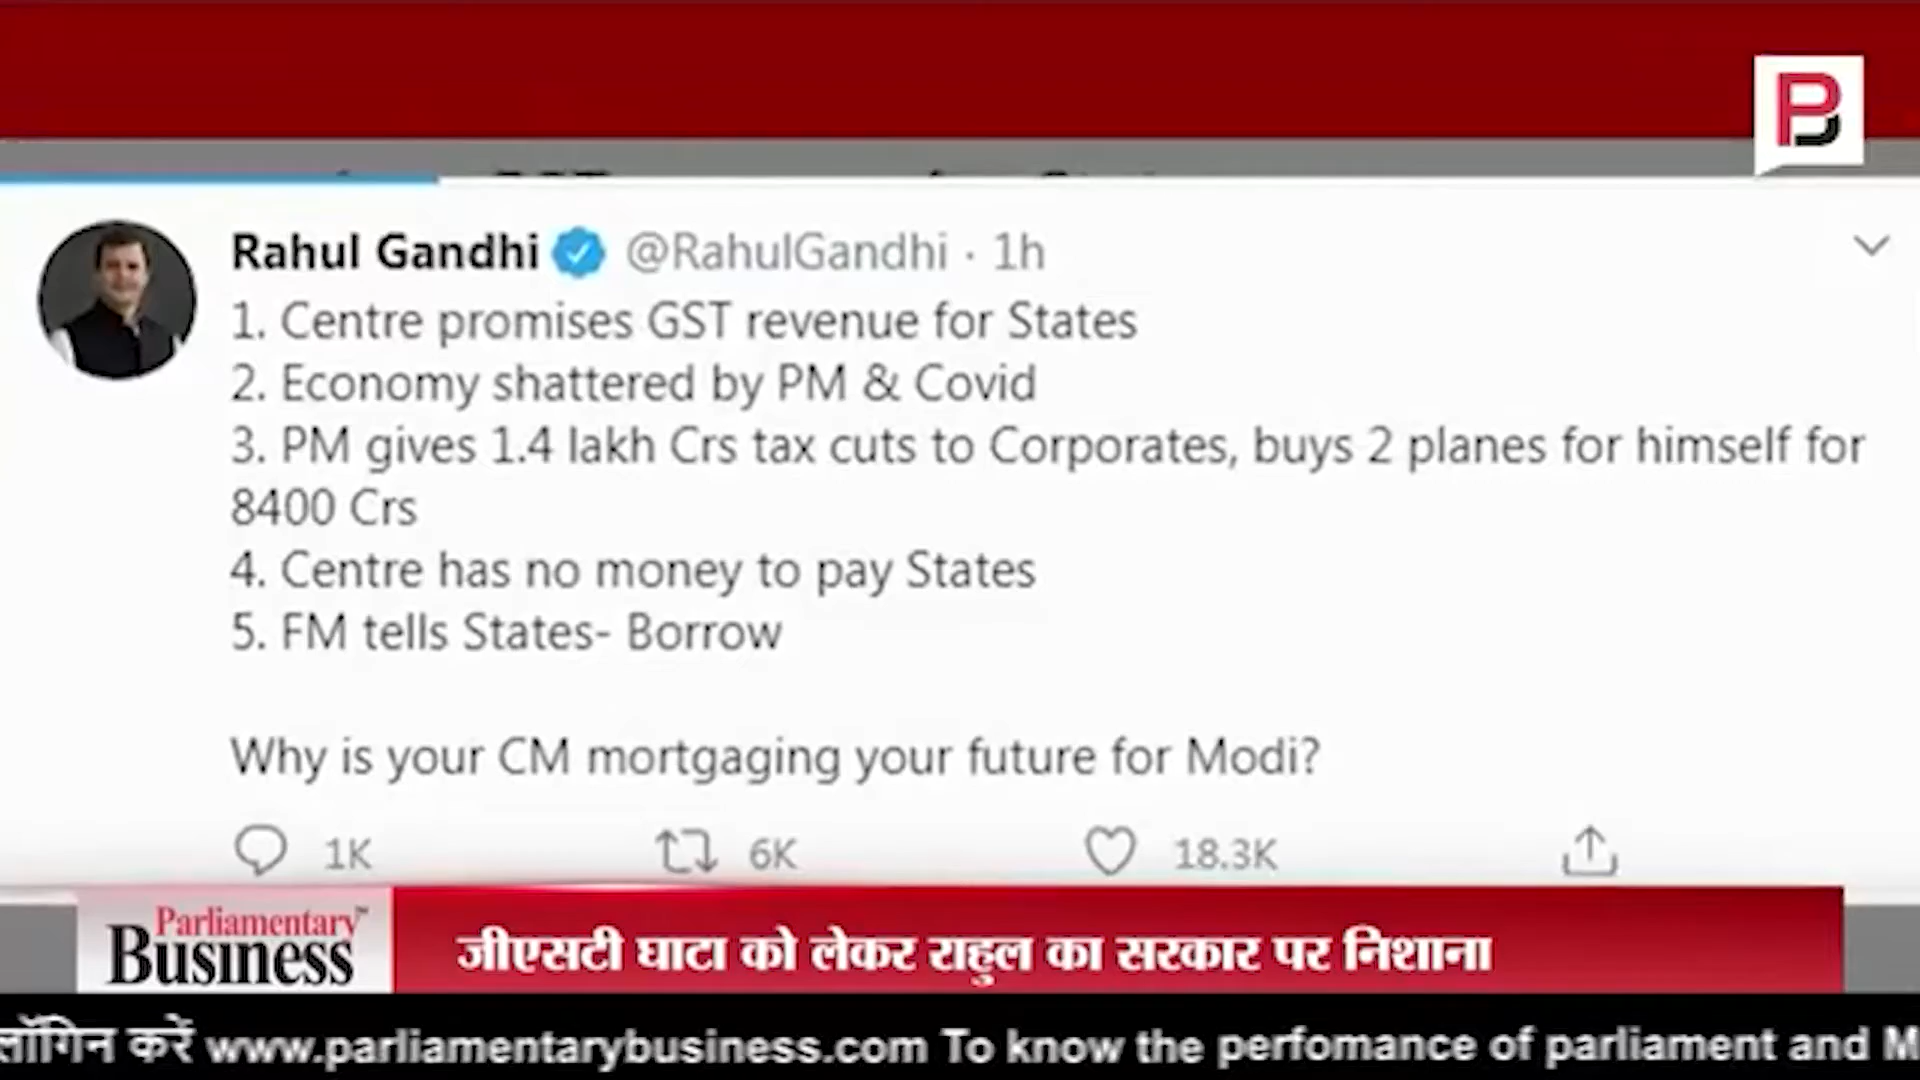 Rahul Gandhi @RahulGandhi · 1h
1. Centre promises GST revenue for States
2. Economy shattered by PM & Covid
3. PM gives 1.4 lakh Crs tax cuts to Corporates, buys 2 planes for himself for
8400 Crs
4. Centre has no money to pay States
5. FM tells States- Borrow
Why is your CM mortgaging your future for Modi?
1K 6K 18.3K
Parliamentary™
Business
जीएसटी घाटा को लेकर राहुल का सरकार पर निशाना
लॉगिन करें www.parliamentarybusiness.com To know the perfomance of parliament and M